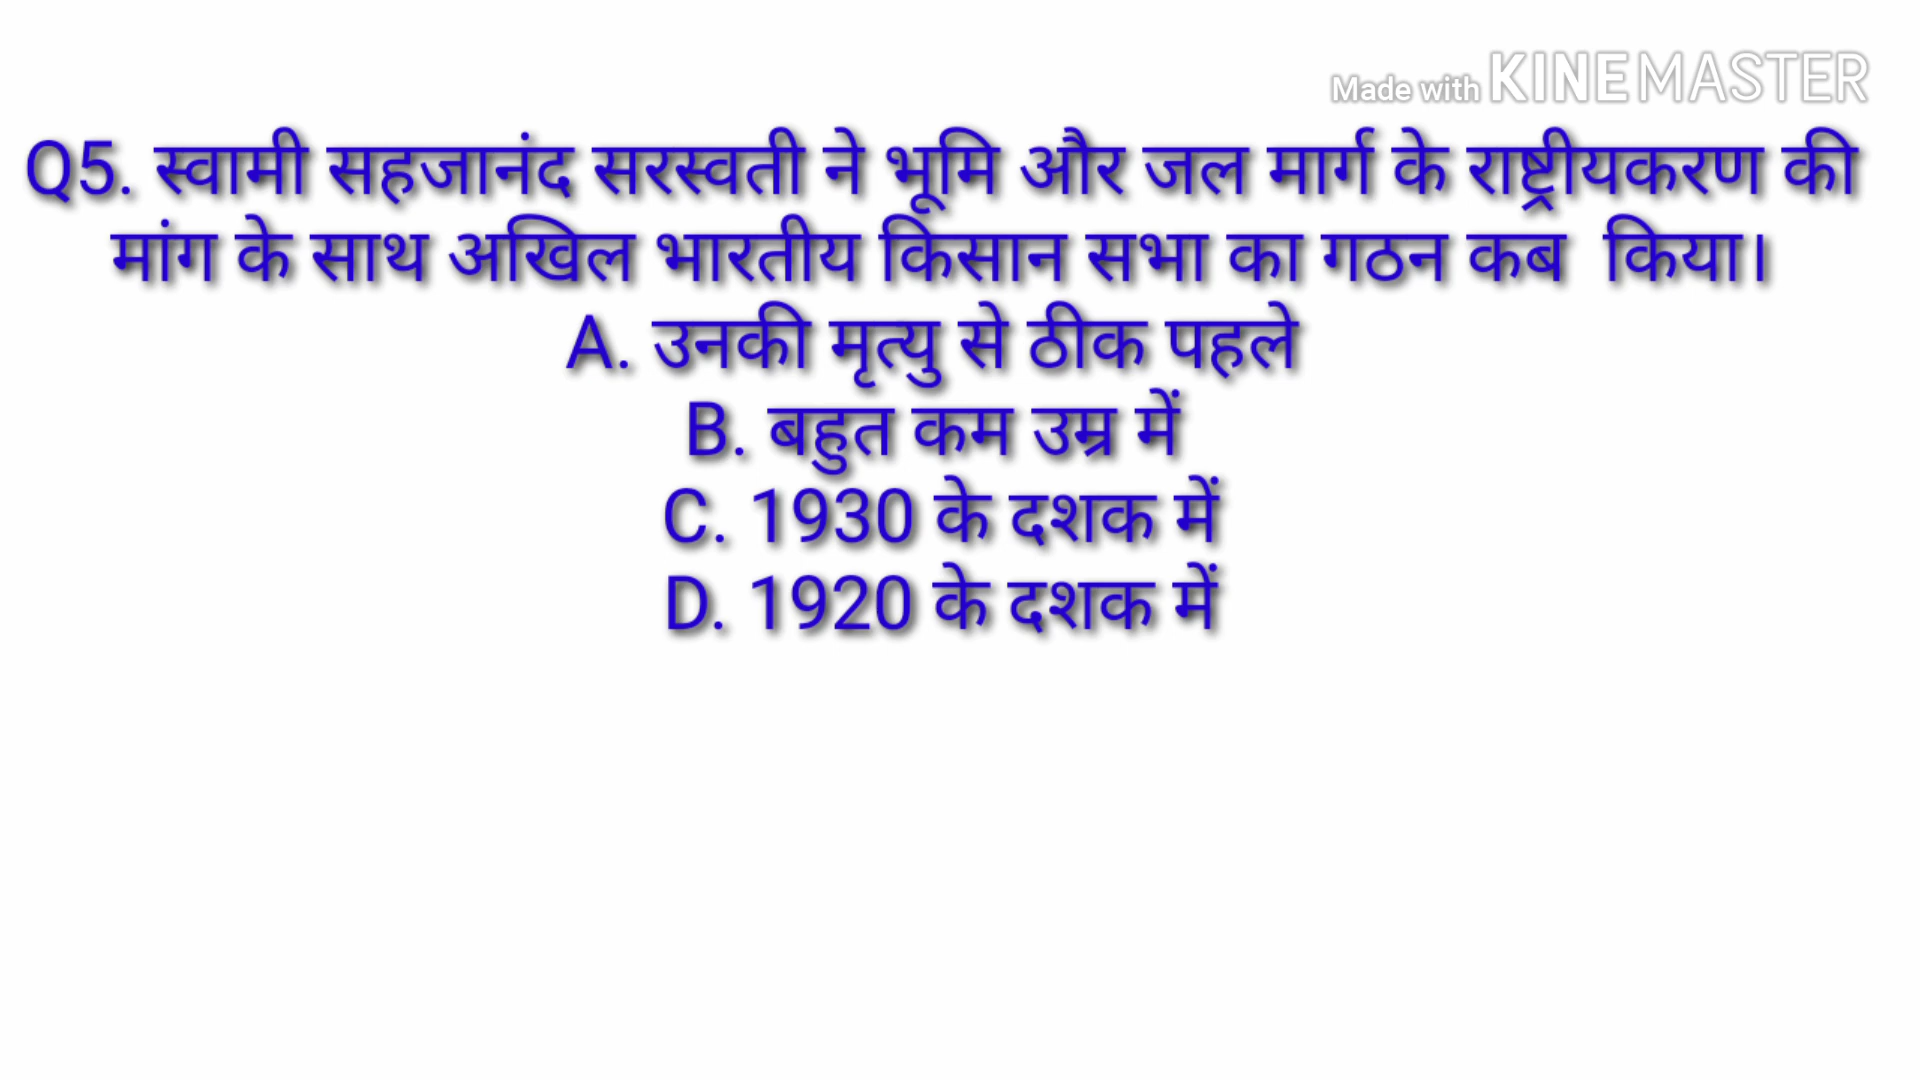 Made with KINEMASTER
Q5. स्वामी सहजानंद सरस्वती ने भूमि और जल मार्ग के राष्ट्रीयकरण की
मांग के साथ अखिल भारतीय किसान सभा का गठन कब  किया।
A. उनकी मृत्यु से ठीक पहले
B. बहुत कम उम्र में
C. 1930 के दशक में
D. 1920 के दशक में